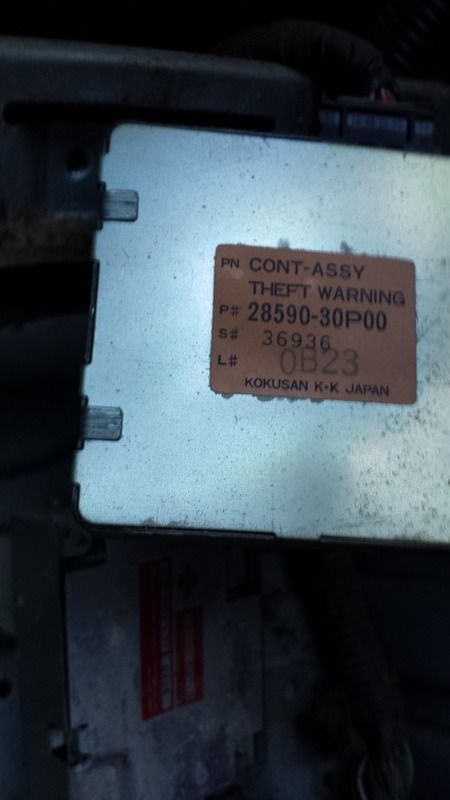 PN CONT-ASSY
THEFT WARNING
P# 28590-30P00
S# 36936
L# 0B23
KOKUSAN K•K JAPAN